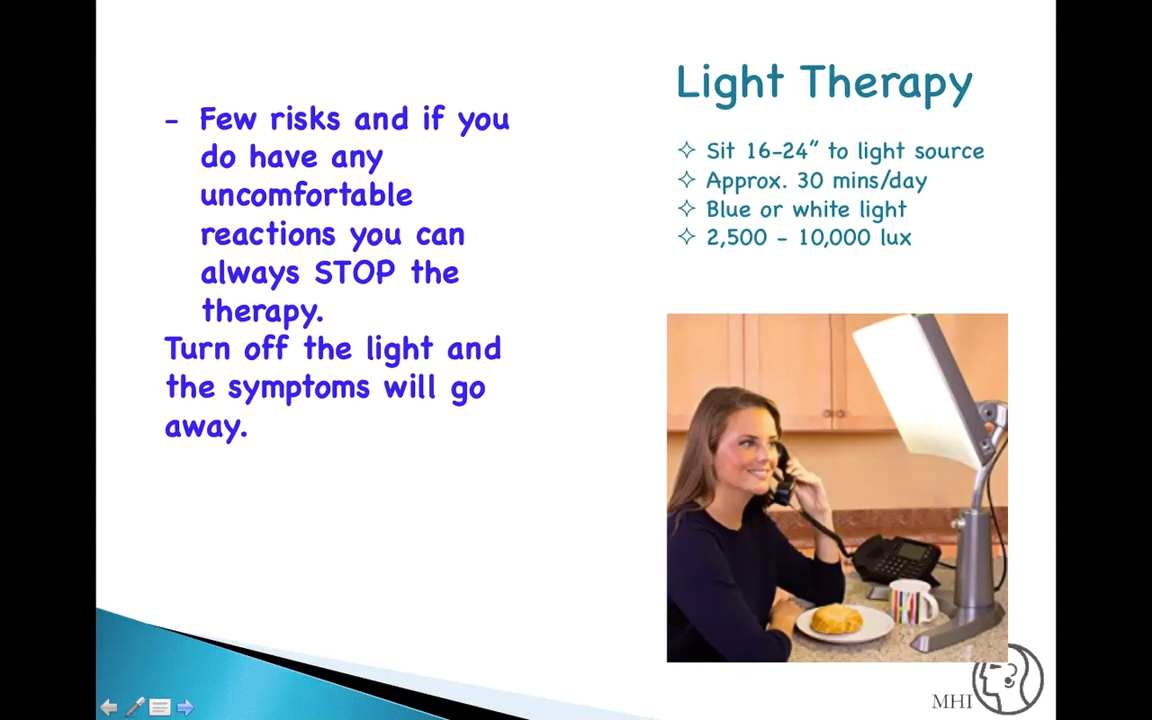 Light Therapy
- Few risks and if you
do have any
uncomfortable
reactions you can
always STOP the
therapy.
Turn off the light and
the symptoms will go
away.
Sit 16-24” to light source
Approx. 30 mins/day
Blue or white light
2,500 - 10,000 lux
MHI